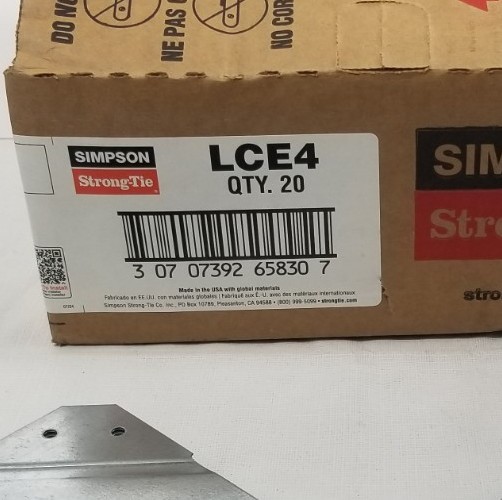 DO NO
NE PAS
NO COR
SIMPSON
Strong-Tie
LCE4
QTY. 20
3 07 07392 65830 7
Made in the USA with global materials
Fabricado en EE.UU. con materiales globales | Fabriqué aux É.-U. avec des matériaux internationaux
Simpson Strong-Tie Co. Inc., PO Box 10789, Pleasanton, CA 94588 • (800) 999-5099 • strongtie.com
SIM
Stro
stro